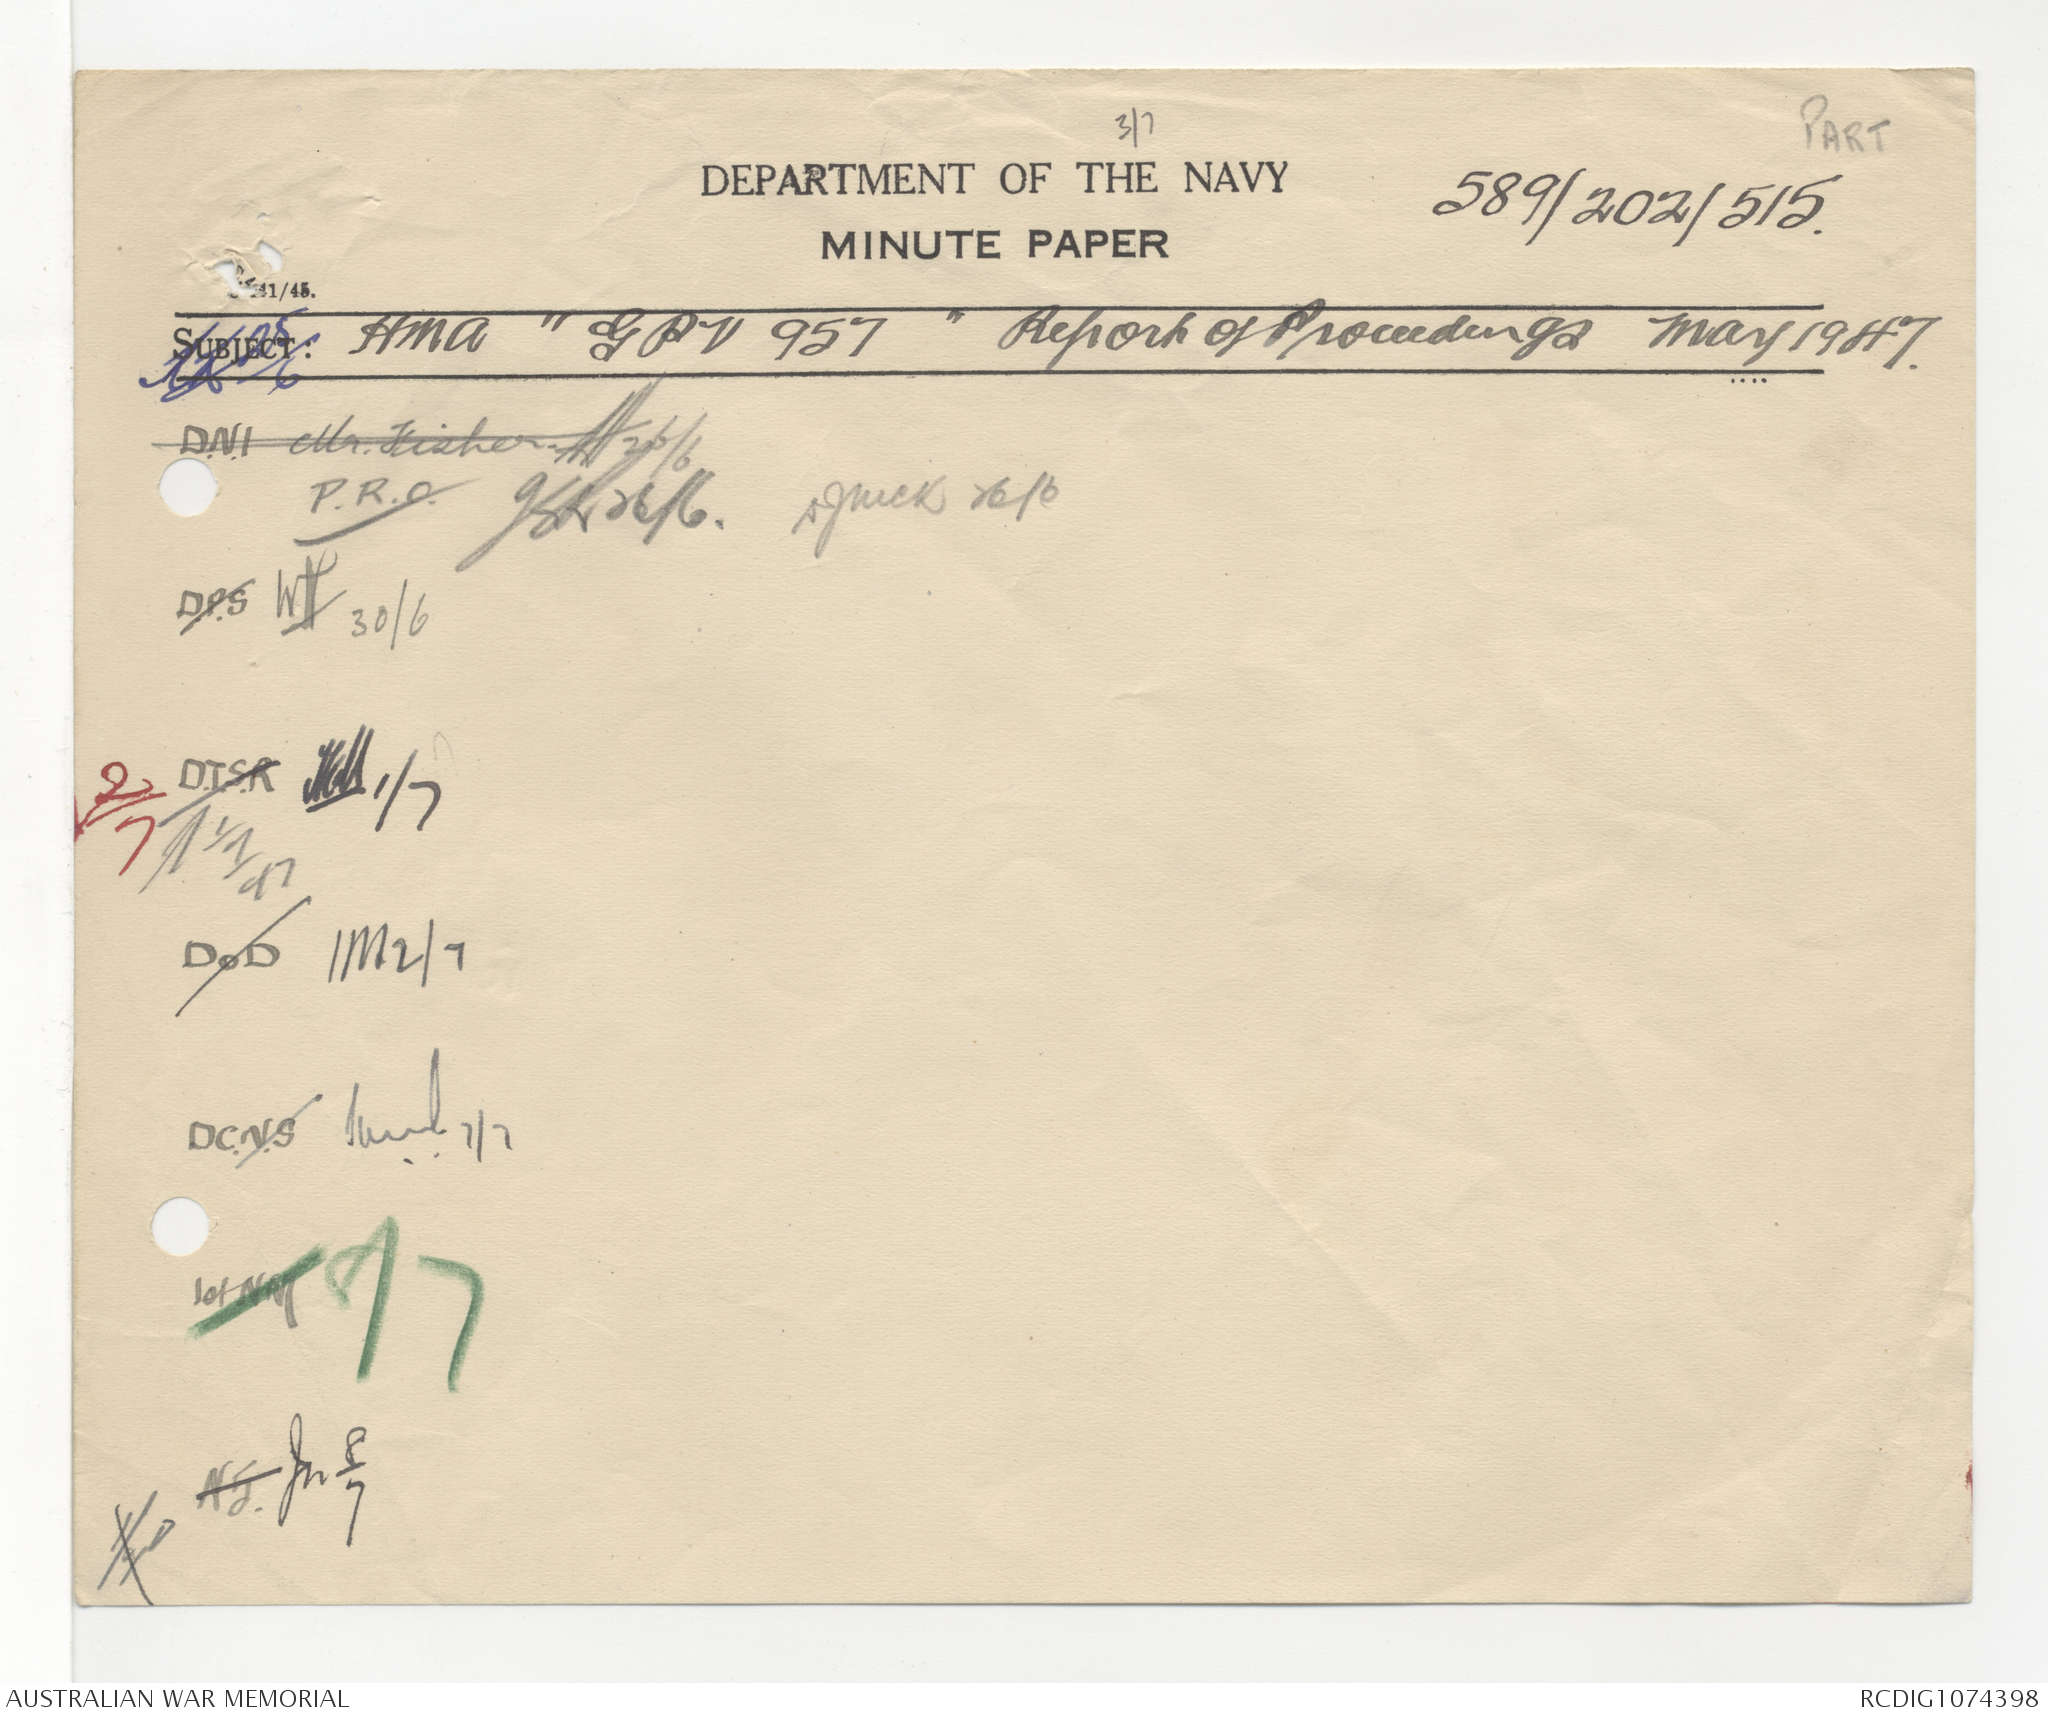 3/7
PART
DEPARTMENT OF THE NAVY
589/202/515.
MINUTE PAPER
41/45.
SUBJECT: HMA "GPV 957" Report of Proceedings May 1947.
D.N.I Mr. Fisher 26/6
P.R.O. 26/6. 26/6
D.P.S 30/6
D.T.S.R 1/7
2/7
1/7/47
DoD 2/7
D.C.N.S 7/7
1st N.M 7
N.S. 8/7
AUSTRALIAN WAR MEMORIAL
RCDIG1074398